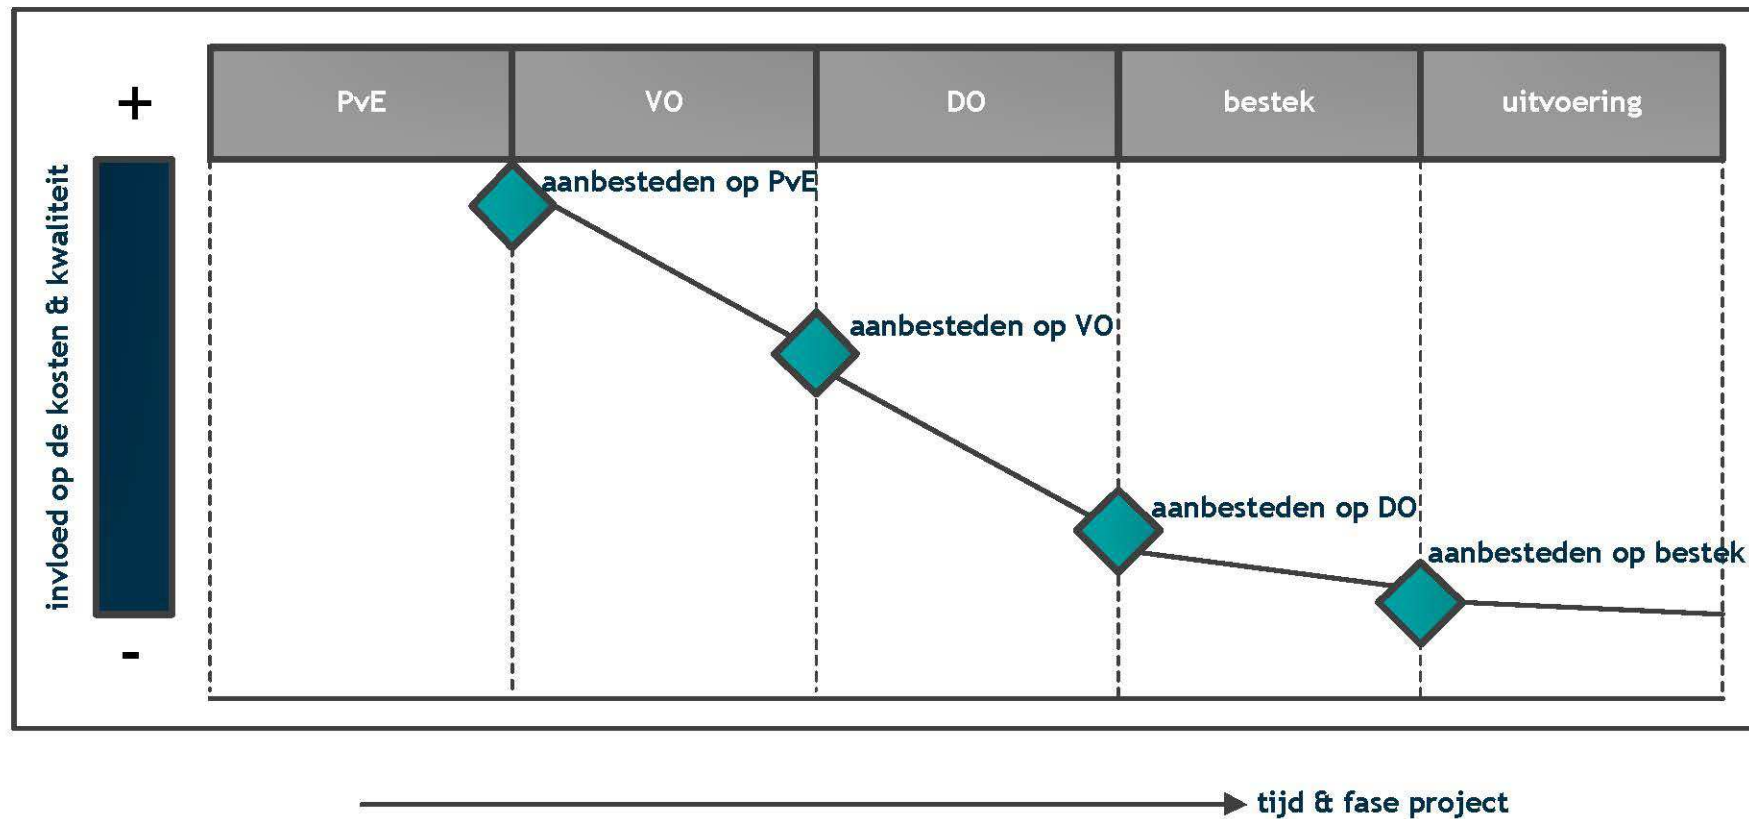 PvE
VO
DO
bestek
uitvoering
+
invloed op de kosten & kwaliteit
-
aanbesteden op PvE
aanbesteden op VO
aanbesteden op DO
aanbesteden op bestek
tijd & fase project